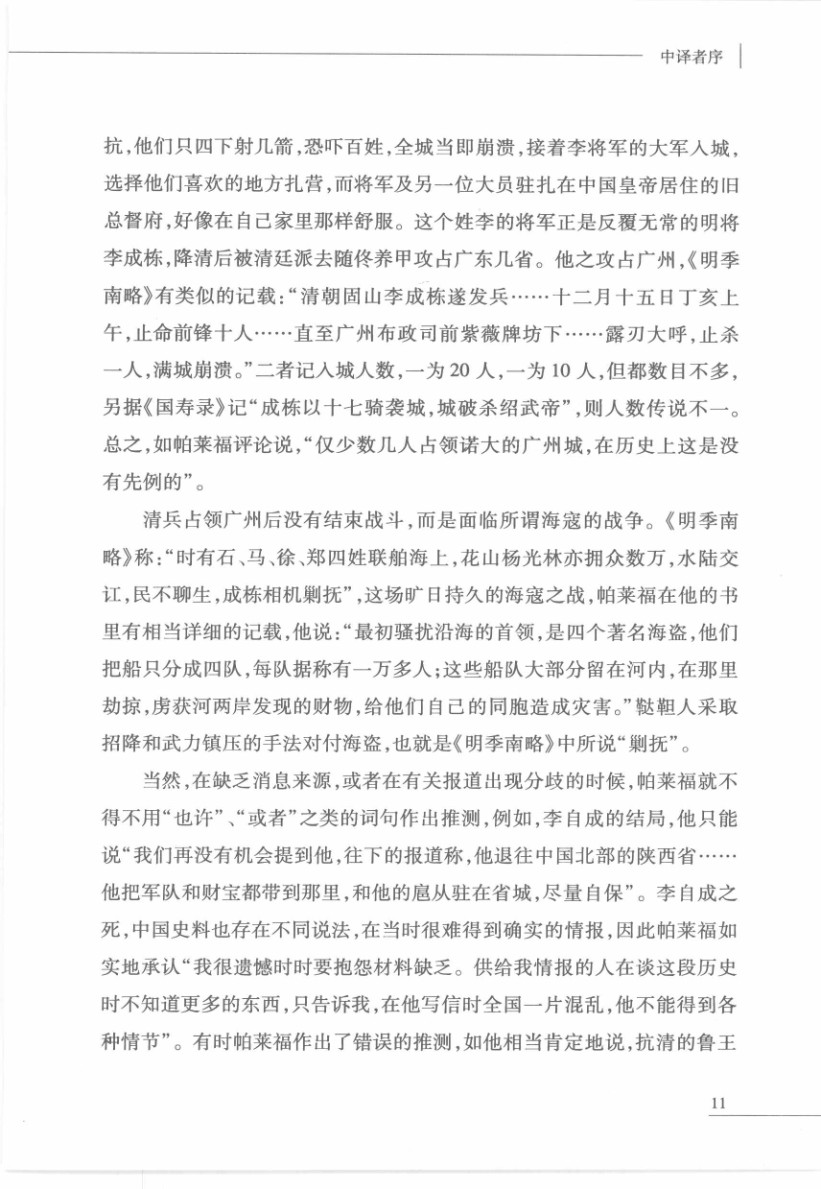 中译者序
抗,他们只四下射几箭,恐吓百姓,全城当即崩溃,接着李将军的大军入城,
选择他们喜欢的地方扎营,而将军及另一位大员驻扎在中国皇帝居住的旧
总督府,好像在自己家里那样舒服。这个姓李的将军正是反覆无常的明将
李成栋,降清后被清廷派去随佟养甲攻占广东几省。他之攻占广州,《明季
南略》有类似的记载:“清朝固山李成栋遂发兵……十二月十五日丁亥上
午,止命前锋十人……直至广州布政司前紫薇牌坊下……露刃大呼,止杀
一人,满城崩溃。”二者记入城人数,一为 20 人,一为 10 人,但都数目不多,
另据《国寿录》记“成栋以十七骑袭城,城破杀绍武帝”,则人数传说不一。
总之,如帕莱福评论说,“仅少数几人占领诺大的广州城,在历史上这是没
有先例的”。
清兵占领广州后没有结束战斗,而是面临所谓海寇的战争。《明季南
略》称:“时有石、马、徐、郑四姓联舶海上,花山杨光林亦拥众数万,水陆交
讧,民不聊生,成栋相机剿抚”,这场旷日持久的海寇之战,帕莱福在他的书
里有相当详细的记载,他说:“最初骚扰沿海的首领,是四个著名海盗,他们
把船只分成四队,每队据称有一万多人;这些船队大部分留在河内,在那里
劫掠,虏获河两岸发现的财物,给他们自己的同胞造成灾害。”鞑靼人采取
招降和武力镇压的手法对付海盗,也就是《明季南略》中所说“剿抚”。
当然,在缺乏消息来源,或者在有关报道出现分歧的时候,帕莱福就不
得不用“也许”、“或者”之类的词句作出推测,例如,李自成的结局,他只能
说“我们再没有机会提到他,往下的报道称,他退往中国北部的陕西省……
他把军队和财宝都带到那里,和他的扈从驻在省城,尽量自保”。李自成之
死,中国史料也存在不同说法,在当时很难得到确实的情报,因此帕莱福如
实地承认“我很遗憾时时要抱怨材料缺乏。供给我情报的人在谈这段历史
时不知道更多的东西,只告诉我,在他写信时全国一片混乱,他不能得到各
种情节”。有时帕莱福作出了错误的推测,如他相当肯定地说,抗清的鲁王
11